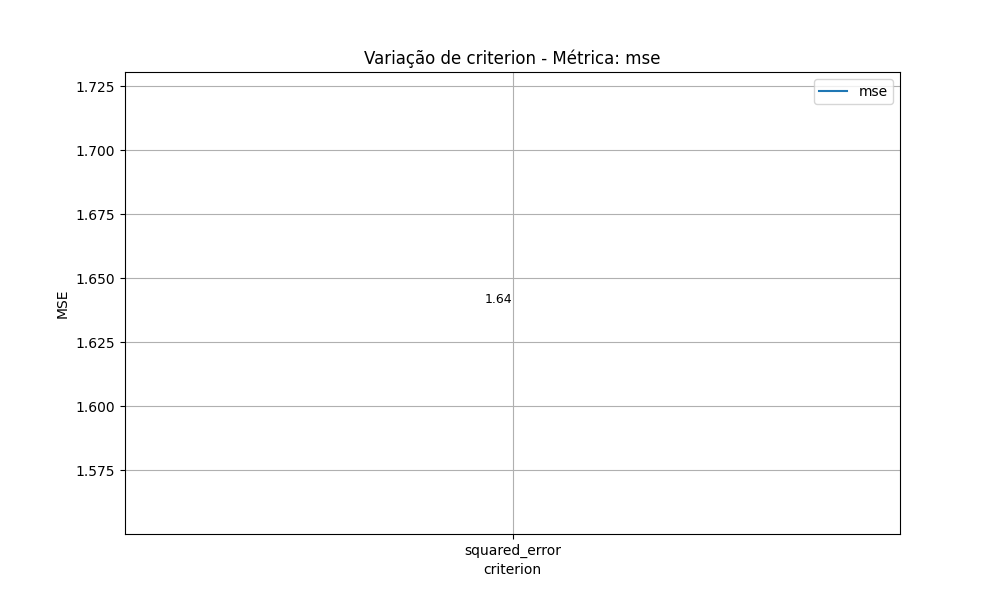 Variação de criterion - Métrica: mse
mse
1.725
1.700
1.675
1.650
1.625
1.600
1.575
MSE
1.64
squared_error
criterion